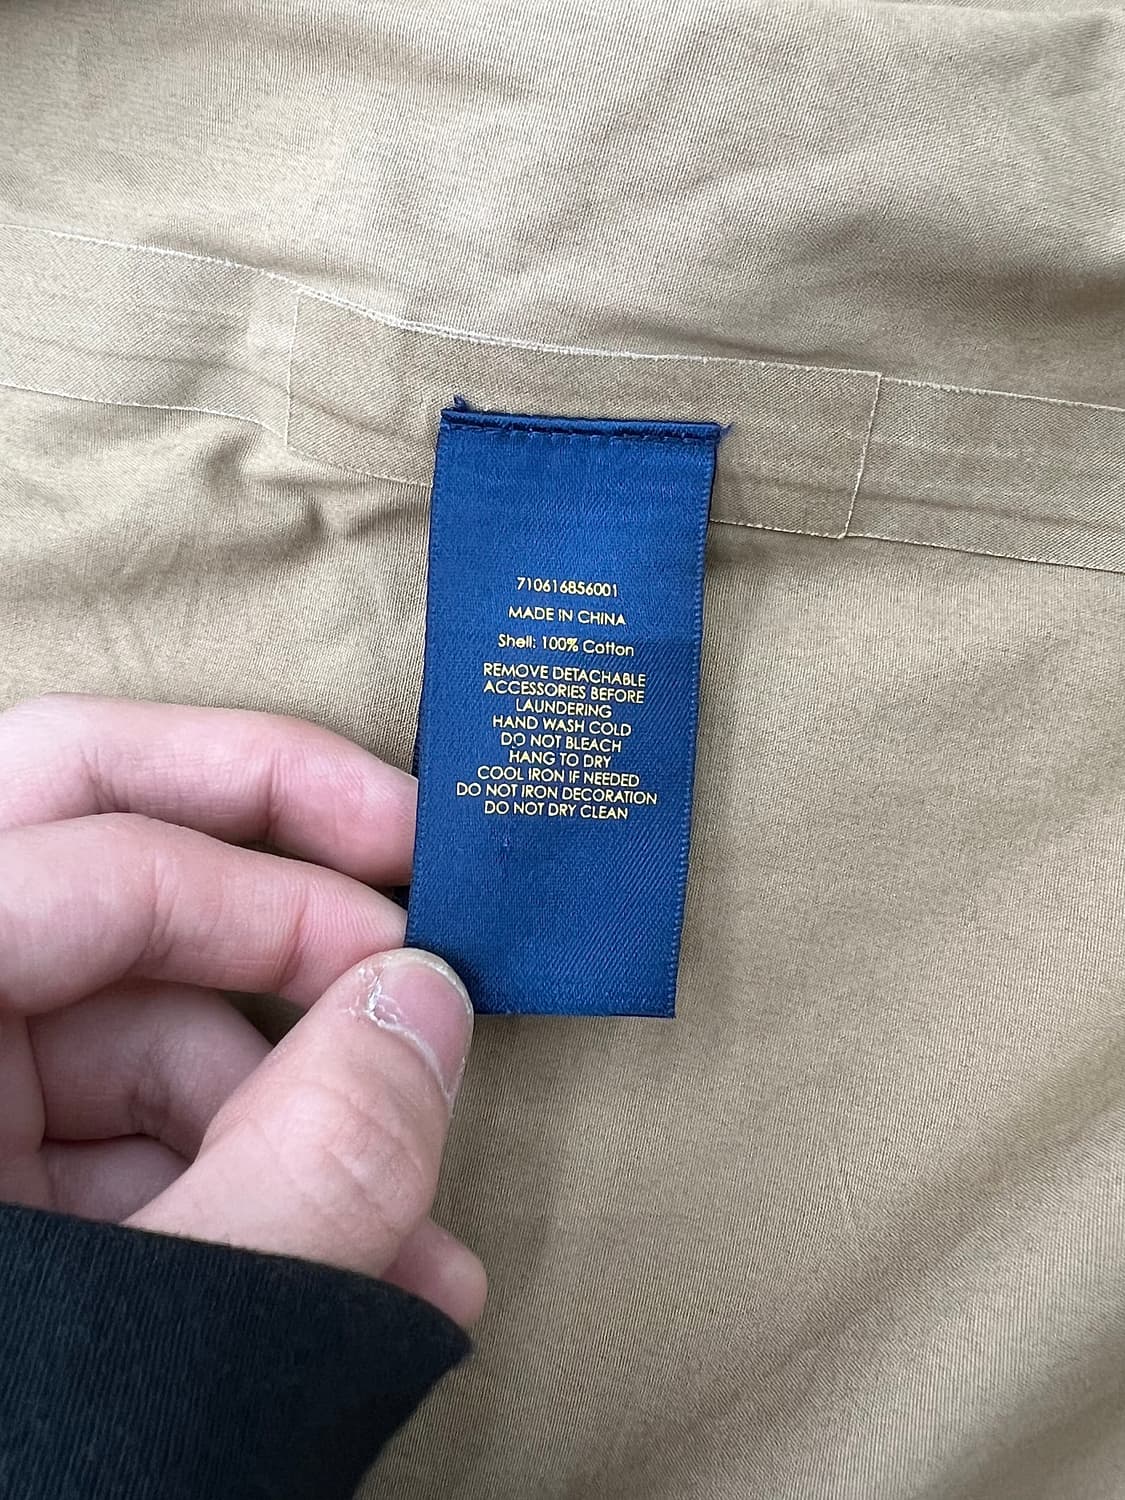 710616856001
MADE IN CHINA
Shell: 100% Cotton
REMOVE DETACHABLE
ACCESSORIES BEFORE
LAUNDERING
HAND WASH COLD
DO NOT BLEACH
HANG TO DRY
COOL IRON IF NEEDED
DO NOT IRON DECORATION
DO NOT DRY CLEAN